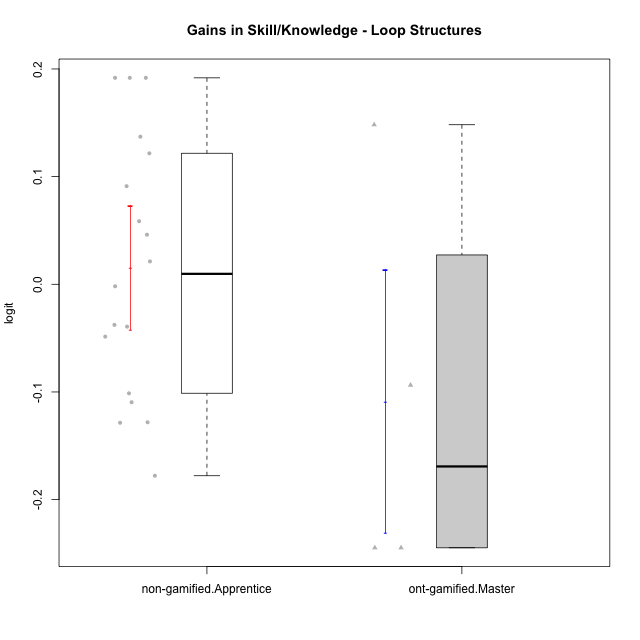 Gains in Skill/Knowledge - Loop Structures
0.2
0.1
0.0
-0.1
-0.2
logit
non-gamified.Apprentice
ont-gamified.Master